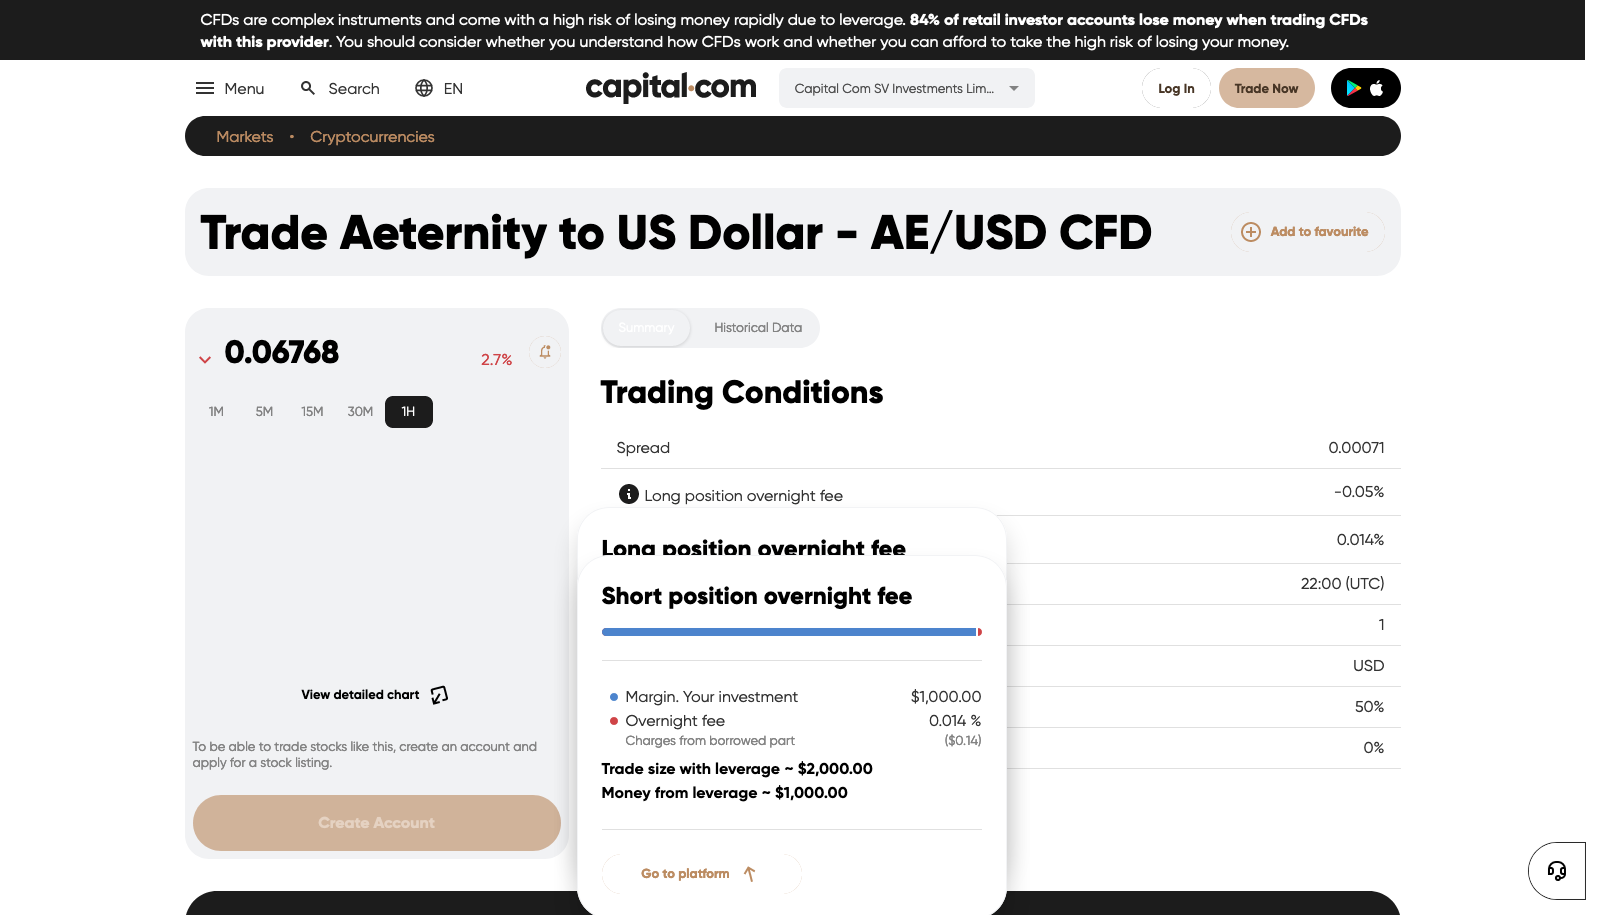 CFDs are complex instruments and come with a high risk of losing money rapidly due to leverage. 84% of retail investor accounts lose money when trading CFDs
with this provider. You should consider whether you understand how CFDs work and whether you can afford to take the high risk of losing your money.
Menu
Search
EN
capital.com
Capital Com SV Investments Lim...
Log In
Trade Now
Markets • Cryptocurrencies
Trade Aeternity to US Dollar - AE/USD CFD
Add to favourite
0.06768
2.7%
1M 5M 15M 30M 1H
View detailed chart
To be able to trade stocks like this, create an account and
apply for a stock listing.
Create Account
Summary
Historical Data
Trading Conditions
Spread 0.00071
Long position overnight fee -0.05%
0.014%
22:00 (UTC)
1
USD
50%
0%
Long position overnight fee
Short position overnight fee
Margin. Your investment $1,000.00
Overnight fee 0.014 %
Charges from borrowed part ($0.14)
Trade size with leverage ~ $2,000.00
Money from leverage ~ $1,000.00
Go to platform